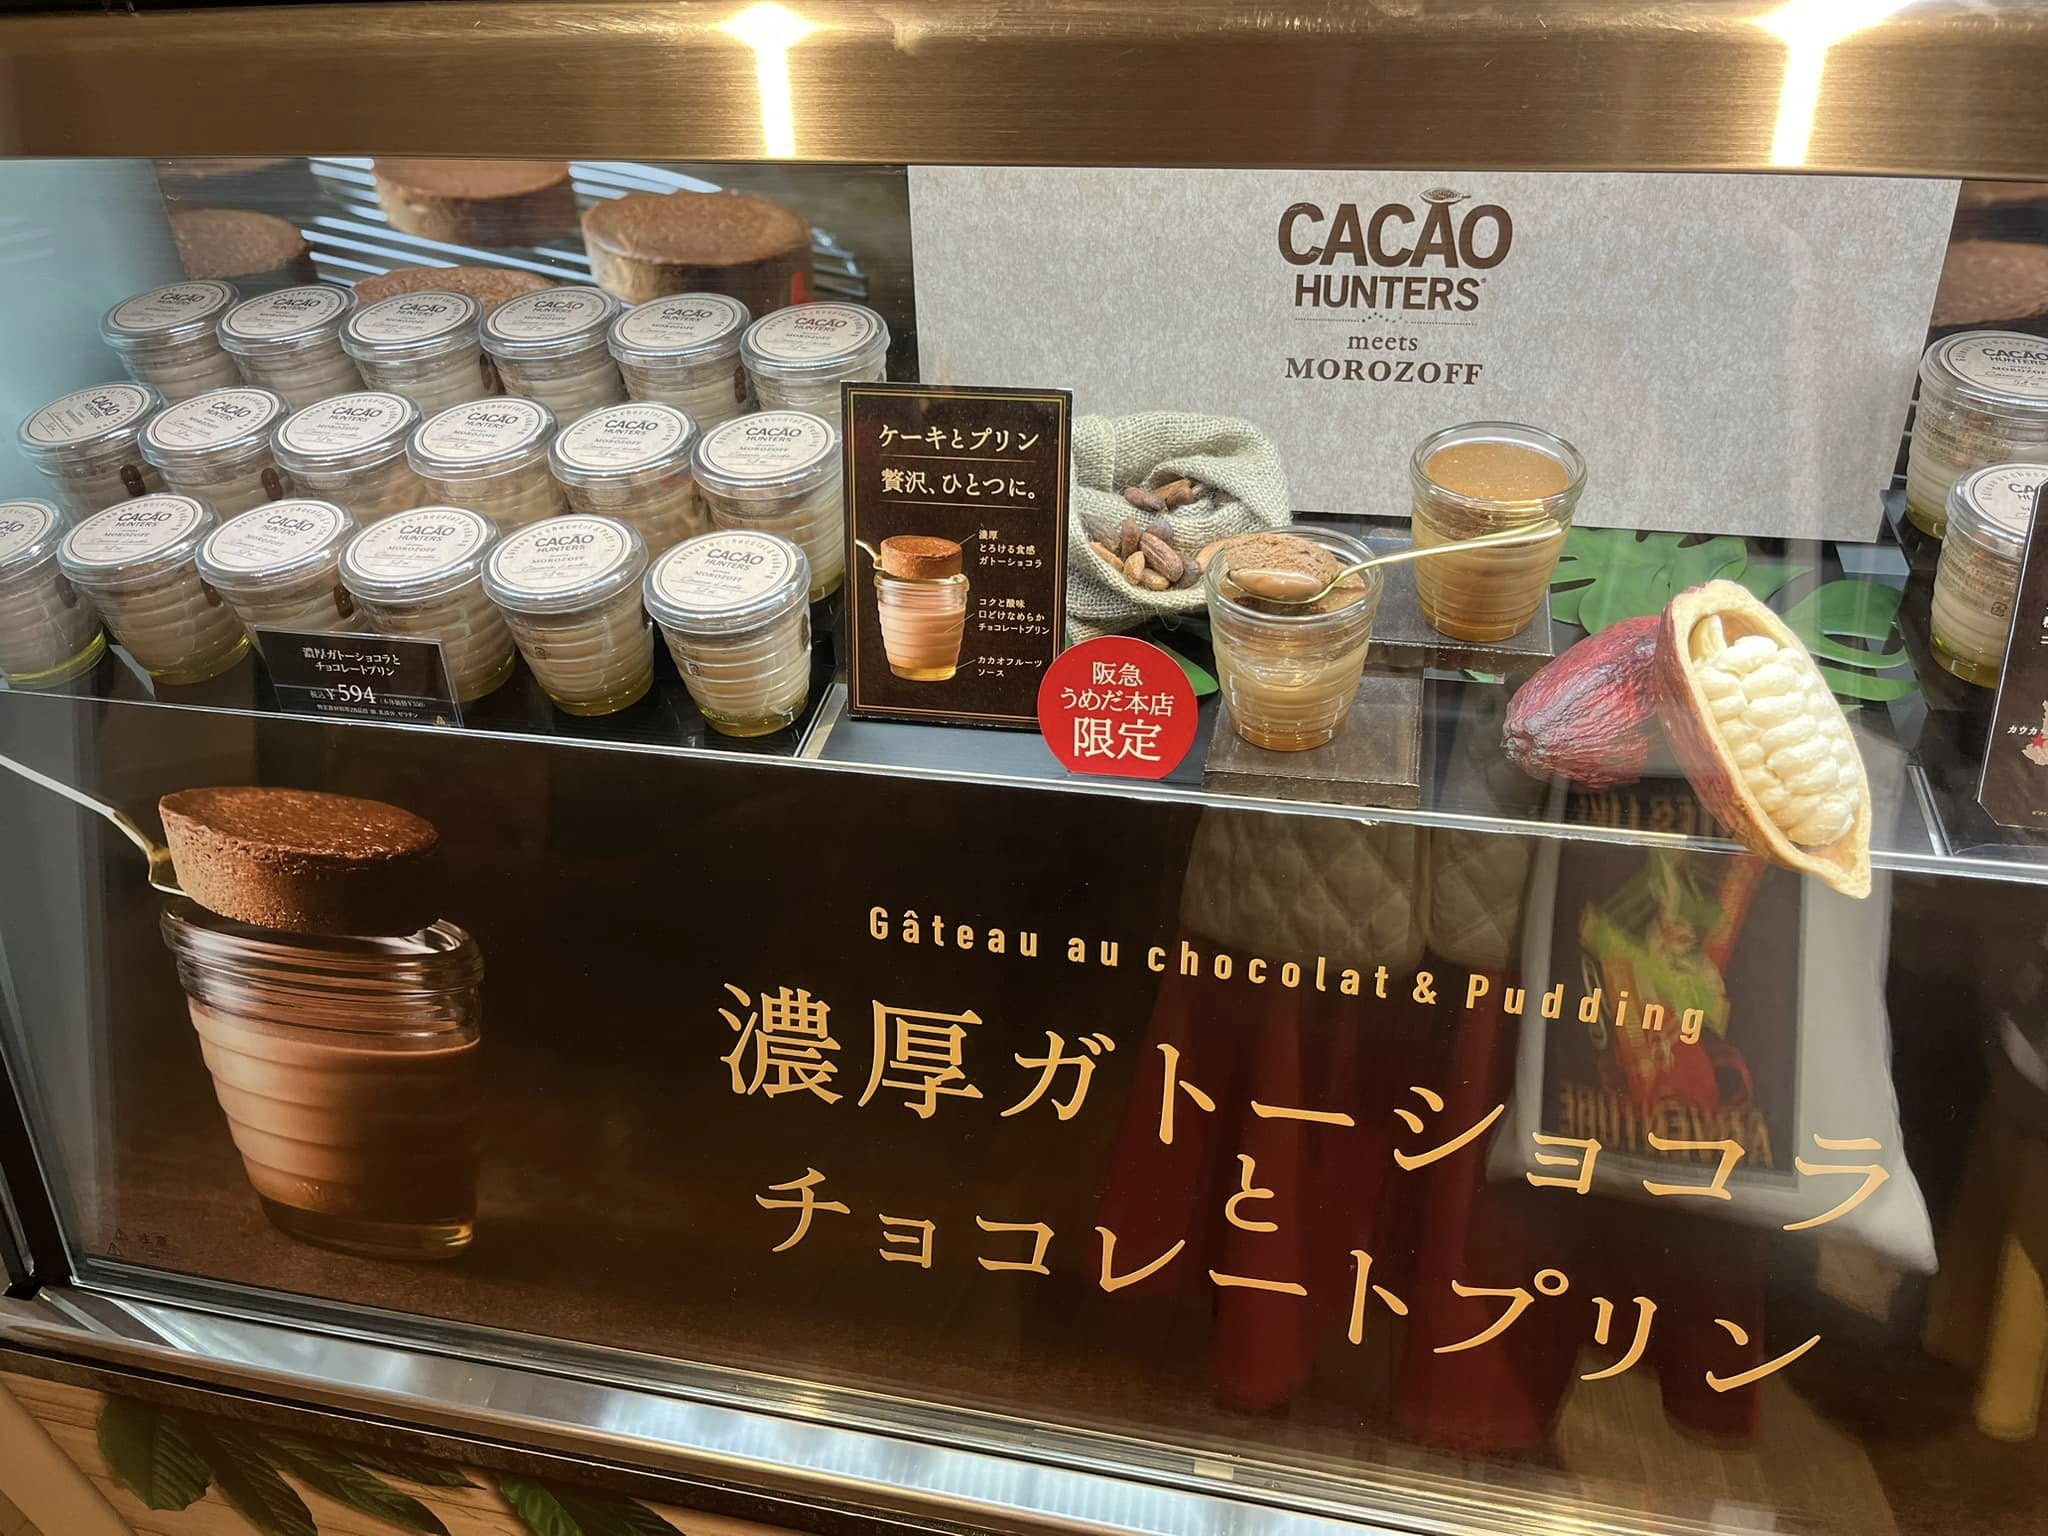 CACAO
HUNTERS
meets
MOROZOFF
CACAO
HUNTERS
MOROZOFF
ケーキとプリン
贅沢、ひとつに。
濃厚
とろける食感
ガトーショコラ
コクと酸味
口どけなめらか
チョコレートプリン
カカオフルーツ
ソース
阪急
うめだ本店
限定
濃厚ガトーショコラと
チョコレートプリン
税込¥594
Gâteau au chocolat & Pudding
濃厚ガトーショコラ
と
チョコレートプリン